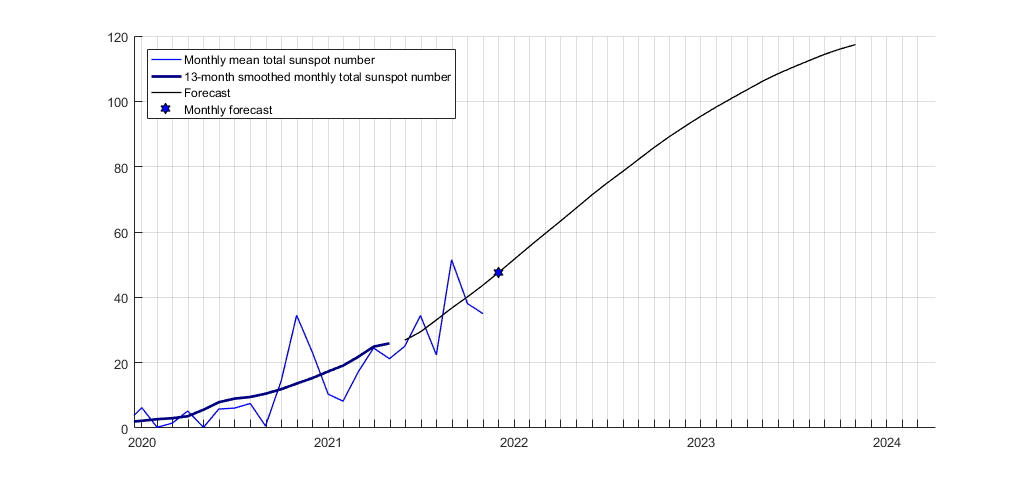 120
100
80
60
40
20
0
Monthly mean total sunspot number
13-month smoothed monthly total sunspot number
Forecast
Monthly forecast
2020 2021 2022 2023 2024